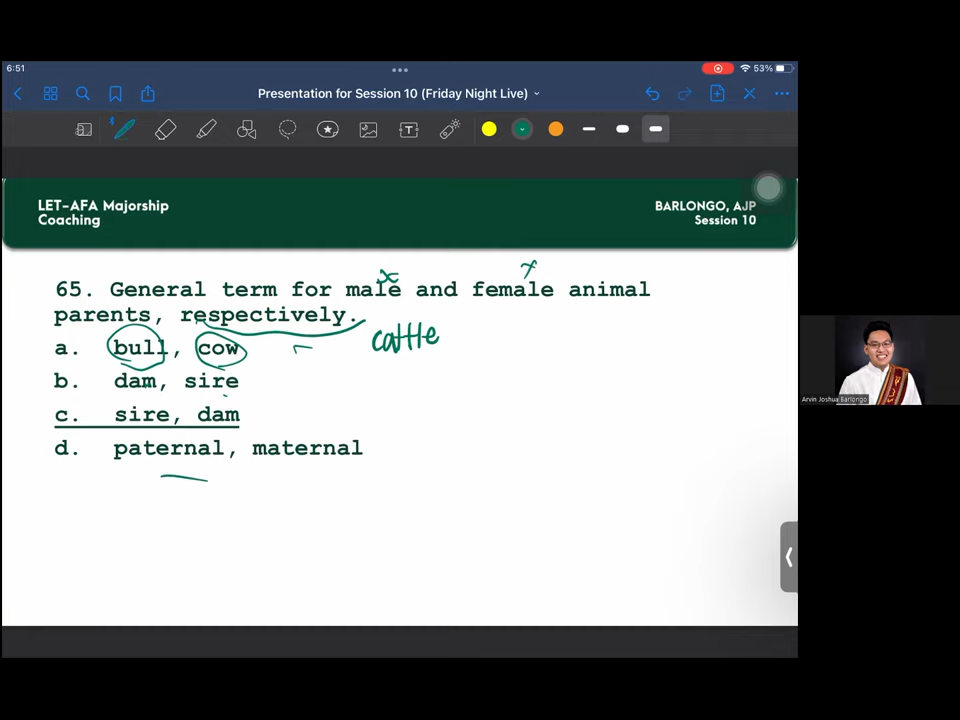 6:51
53%
Presentation for Session 10 (Friday Night Live)
T
LET-AFA Majorship
Coaching
BARLONGO, AJP
Session 10
65. General term for male and female animal
parents, respectively.
cattle
a. bull, cow
b. dam, sire
c. sire, dam
d. paternal, maternal
Arvin Joshua Barlongo